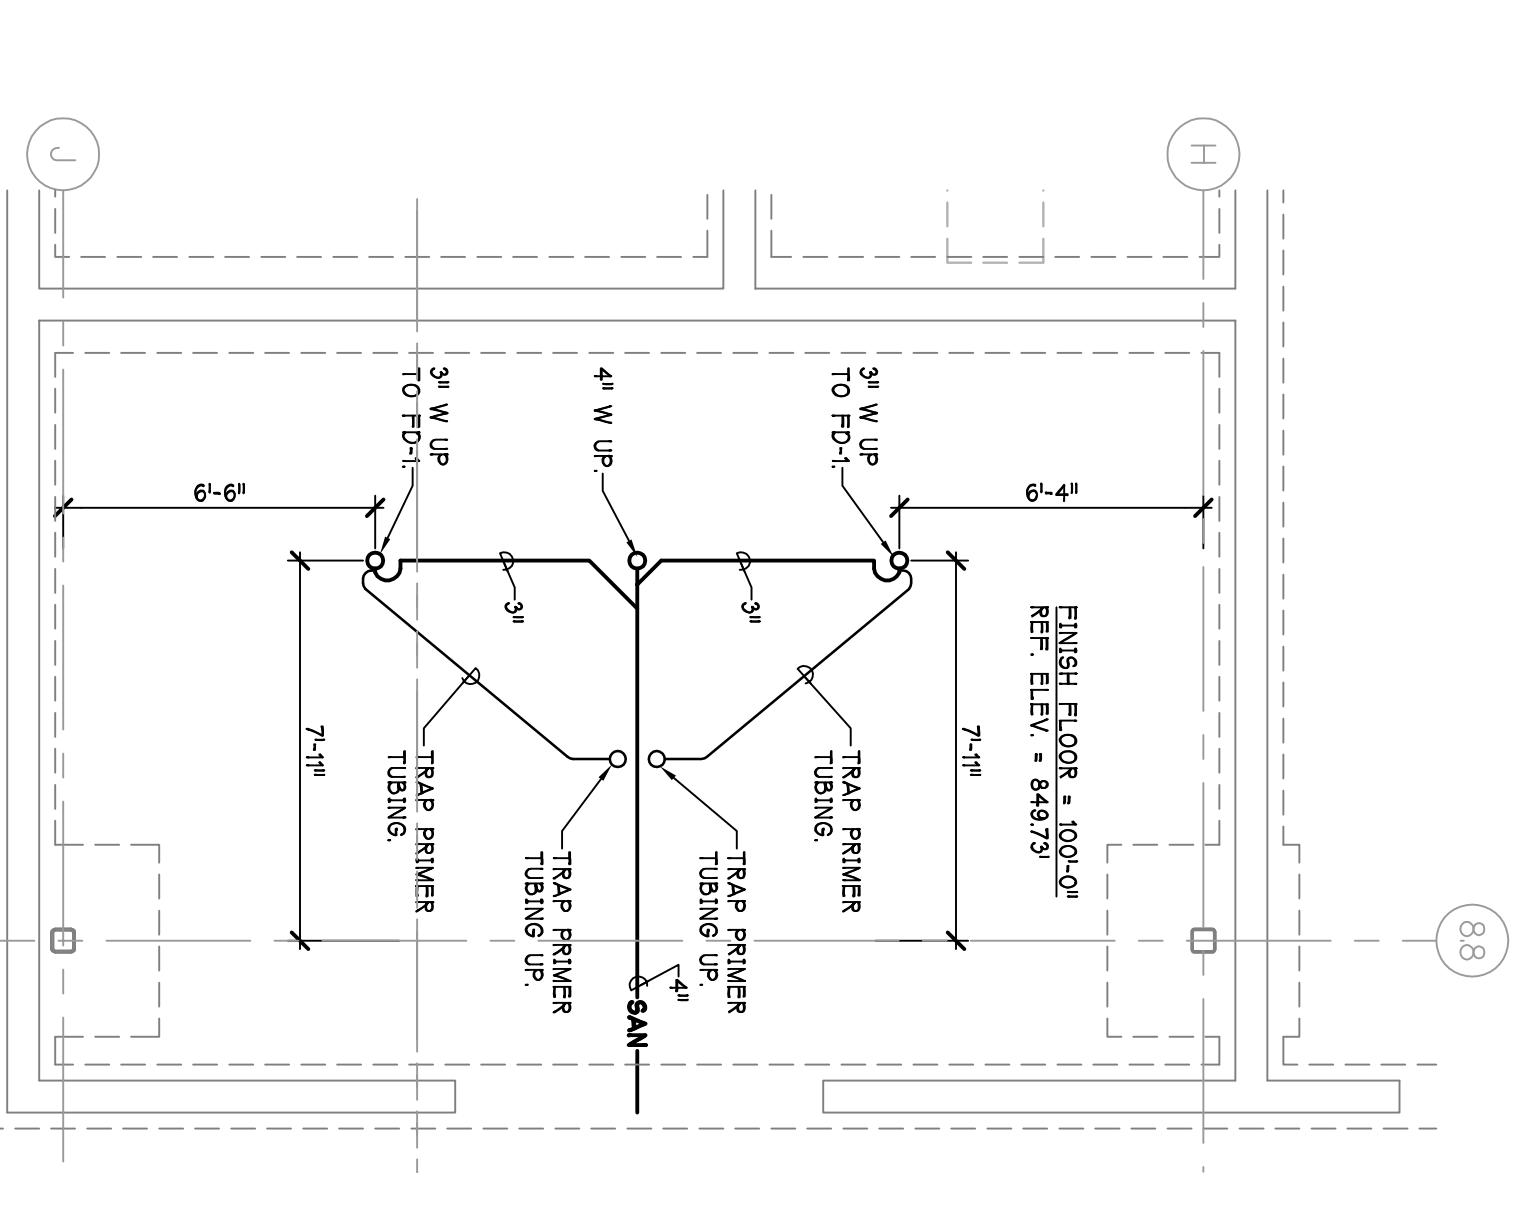 J
H
3" W UP
TO FD-1.
4" W UP.
3" W UP
TO FD-1.
6'-6"
6'-4"
3"
3"
FINISH FLOOR = 100'-0"
REF. ELEV. = 849.73'
7'-11"
7'-11"
TRAP PRIMER
TUBING.
TRAP PRIMER
TUBING.
TRAP PRIMER
TUBING UP.
TRAP PRIMER
TUBING UP.
88
4"
SAN